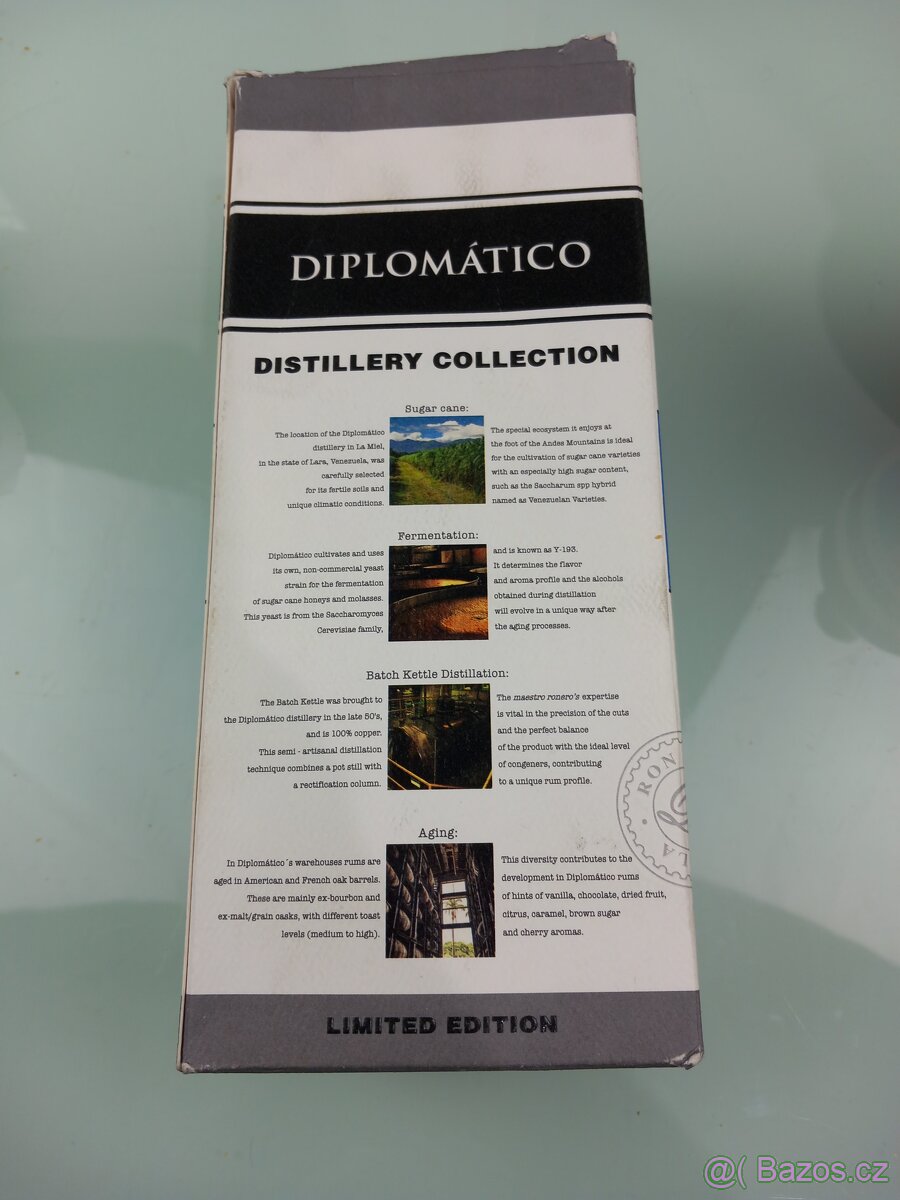 DIPLOMÁTICO
DISTILLERY COLLECTION
Sugar cane:
The location of the Diplomático
distillery in La Miel,
in the state of Lara, Venezuela, was
carefully selected
for its fertile soils and
unique climatic conditions.
The special ecosystem it enjoys at
the foot of the Andes Mountains is ideal
for the cultivation of sugar cane varieties
with an especially high sugar content,
such as the Saccharum spp hybrid
named as Venezuelan Varieties.
Fermentation:
Diplomático cultivates and uses
its own, non-commercial yeast
strain for the fermentation
of sugar cane honeys and molasses.
This yeast is from the Saccharomyces
Cerevisiae family,
and is known as Y-193.
It determines the flavor
and aroma profile and the alcohols
obtained during distillation
will evolve in a unique way after
the aging processes.
Batch Kettle Distillation:
The Batch Kettle was brought to
the Diplomático distillery in the late 50's,
and is 100% copper.
This semi - artisanal distillation
technique combines a pot still with
a rectification column.
The maestro ronero's expertise
is vital in the precision of the cuts
and the perfect balance
of the product with the ideal level
of congeners, contributing
to a unique rum profile.
RON
LA
Aging:
In Diplomático´s warehouses rums are
aged in American and French oak barrels.
These are mainly ex-bourbon and
ex-malt/grain casks, with different toast
levels (medium to high).
This diversity contributes to the
development in Diplomático rums
of hints of vanilla, chocolate, dried fruit,
citrus, caramel, brown sugar
and cherry aromas.
LIMITED EDITION
@( Bazos.cz